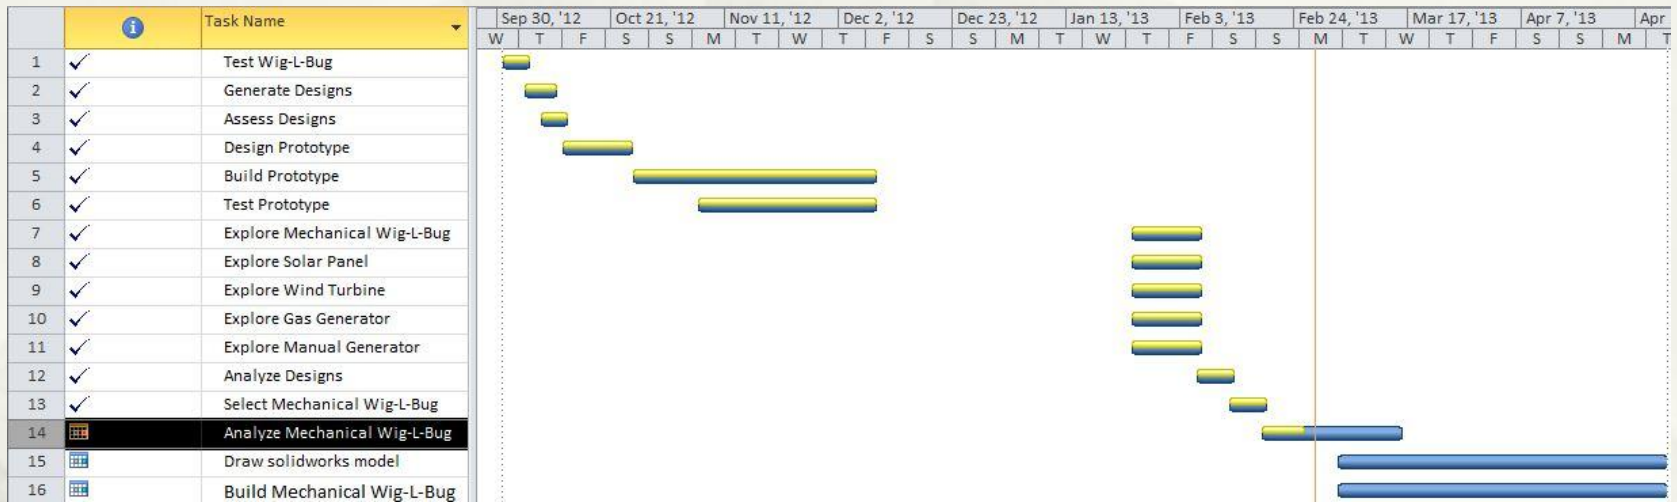 Task Name
Sep 30, '12 Oct 21, '12 Nov 11, '12 Dec 2, '12 Dec 23, '12 Jan 13, '13 Feb 3, '13 Feb 24, '13 Mar 17, '13 Apr 7, '13 Apr
W T F S S M T W T F S S M T W T F S S M T W T F S S M T
1 Test Wig-L-Bug
2 Generate Designs
3 Assess Designs
4 Design Prototype
5 Build Prototype
6 Test Prototype
7 Explore Mechanical Wig-L-Bug
8 Explore Solar Panel
9 Explore Wind Turbine
10 Explore Gas Generator
11 Explore Manual Generator
12 Analyze Designs
13 Select Mechanical Wig-L-Bug
14 Analyze Mechanical Wig-L-Bug
15 Draw solidworks model
16 Build Mechanical Wig-L-Bug